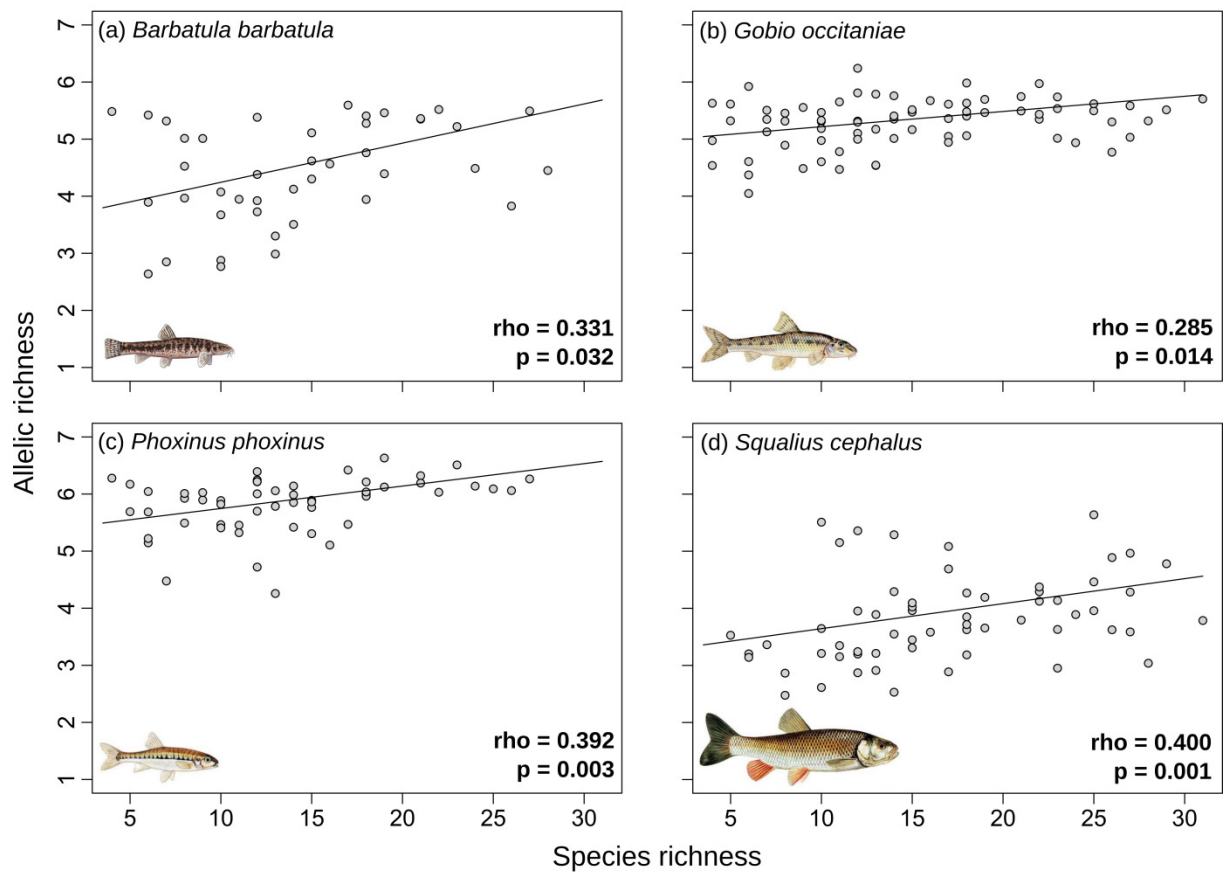 (a) Barbatula barbatula
(b) Gobio occitaniae
7
6
5
4
3
2
1
rho = 0.331
p = 0.032
rho = 0.285
p = 0.014
Allelic richness
(c) Phoxinus phoxinus
(d) Squalius cephalus
7
6
5
4
3
2
1
rho = 0.392
p = 0.003
rho = 0.400
p = 0.001
5 10 15 20 25 30
5 10 15 20 25 30
Species richness